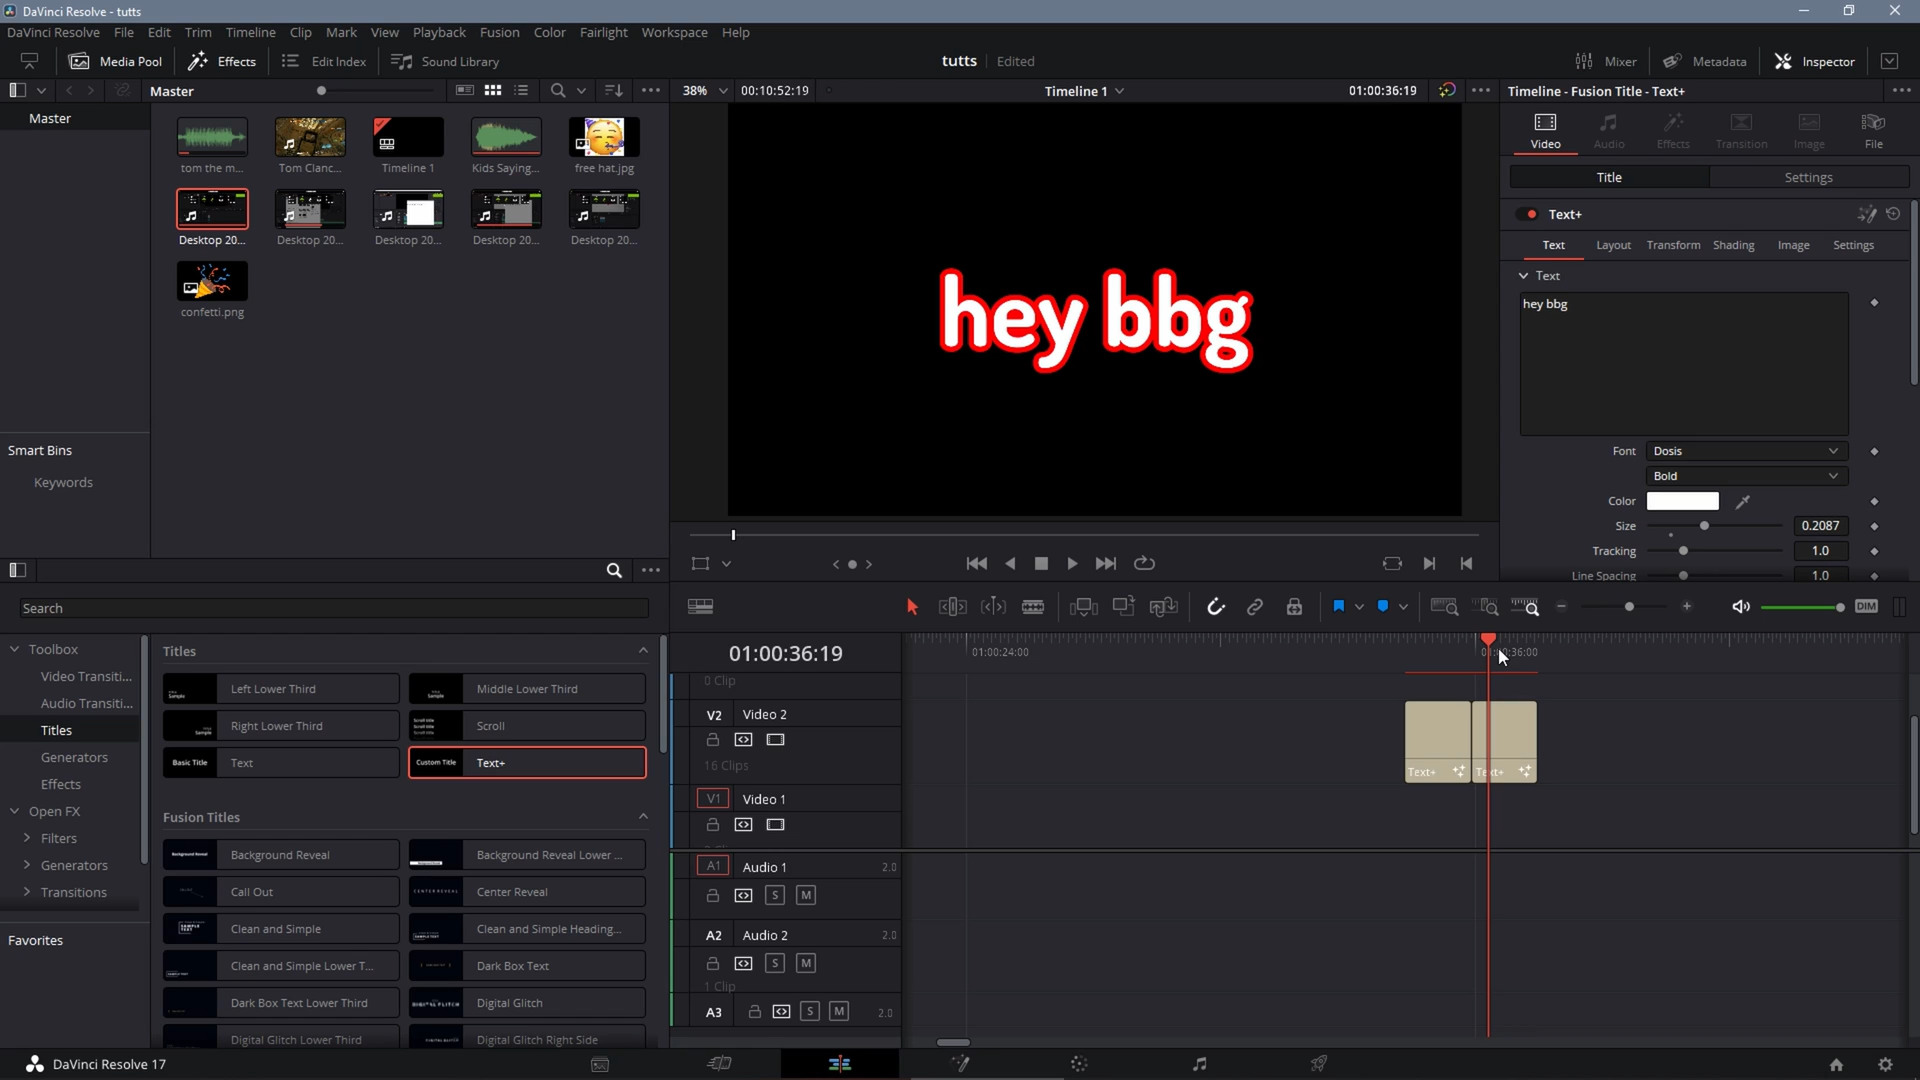 DaVinci Resolve - tutts
DaVinci Resolve File Edit Trim Timeline Clip Mark View Playback Fusion Color Fairlight Workspace Help
Media Pool Effects Edit Index Sound Library tutts Edited Mixer Metadata Inspector
Master 38% 00:10:52:19 Timeline 1 01:00:36:19 Timeline - Fusion Title - Text+
Master
tom the m... Tom Clanc... Timeline 1 Kids Saying... free hat.jpg
Desktop 20... Desktop 20... Desktop 20... Desktop 20... Desktop 20...
confetti.png
Smart Bins
Keywords
hey bbg
Video Audio Effects Transition Image File
Title Settings
Text+
Text Layout Transform Shading Image Settings
Text
hey bbg
Font Dosis
Bold
Color
Size 0.2087
Tracking 1.0
Line Spacing 1.0
Search
Toolbox
Video Transiti...
Audio Transiti...
Titles
Generators
Effects
Open FX
Filters
Generators
Transitions
Favorites
Titles
Left Lower Third Middle Lower Third
Right Lower Third Scroll
Basic Title Text Custom Title Text+
Fusion Titles
Background Reveal Background Reveal Lower ...
Call Out Center Reveal
Clean and Simple Clean and Simple Heading...
Clean and Simple Lower T... Dark Box Text
Dark Box Text Lower Third Digital Glitch
Digital Glitch Lower Third Digital Glitch Right Side
DIM
01:00:36:19 01:00:24:00 01:00:36:00
0 Clip
V2 Video 2
16 Clips
Text+ Text+
V1 Video 1
A1 Audio 1 2.0
S M
A2 Audio 2 2.0
S M
1 Clip
A3 S M 2.0
DaVinci Resolve 17